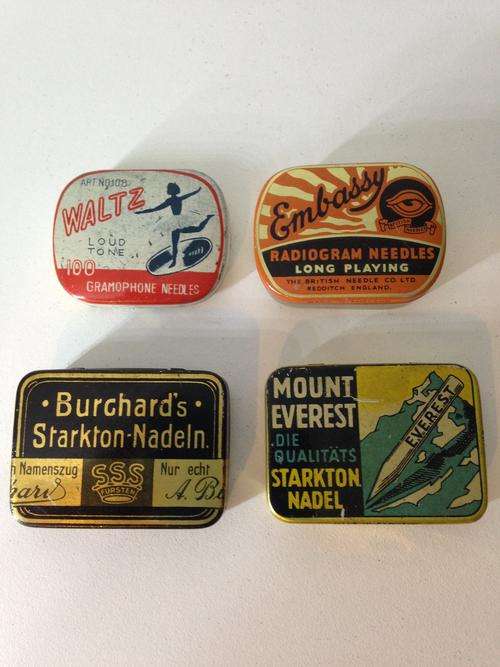 ART NO 108
WALTZ
LOUD
TONE
100
GRAMOPHONE NEEDLES
Embassy
RADIOGRAM NEEDLES
LONG PLAYING
THE BRITISH NEEDLE CO LTD
REDDITCH ENGLAND.
• Burchard's •
Starkton-Nadeln.
Namenszug
SSS
FÜRSTEN
Nur echt
A. B
MOUNT
EVEREST
DIE
QUALITÄTS
STARKTON
NADEL
EVEREST